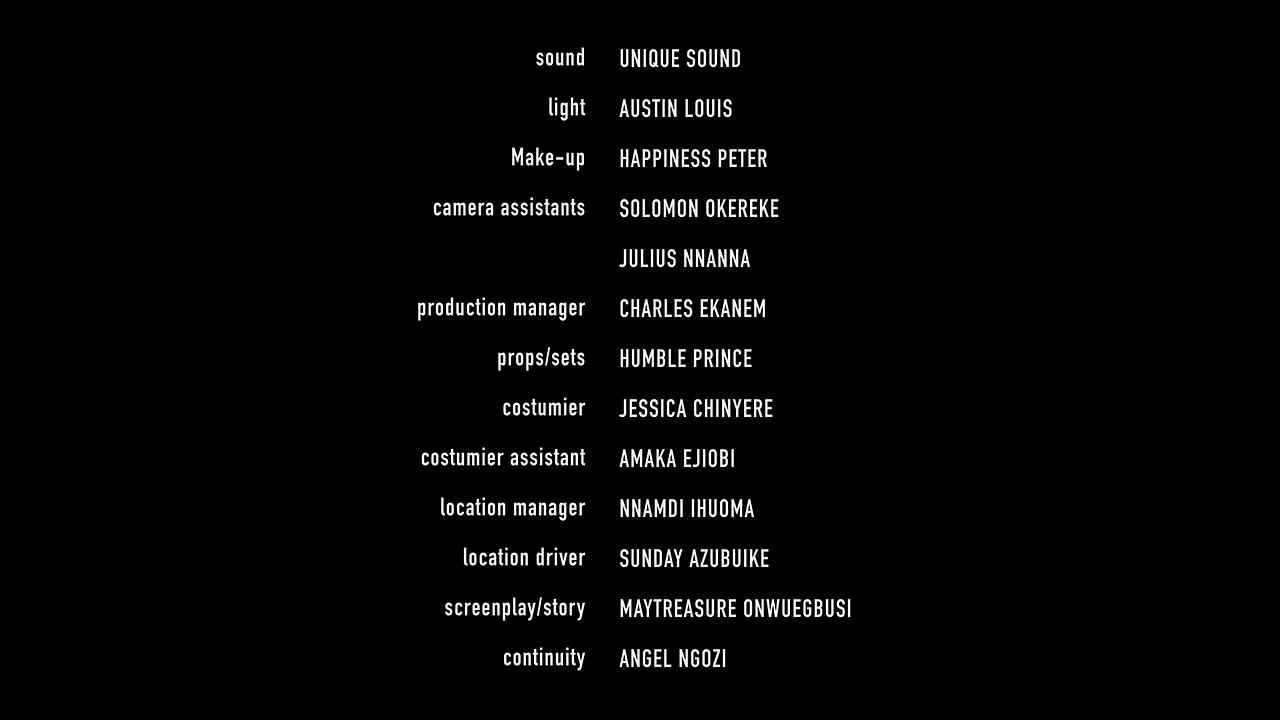 sound UNIQUE SOUND
light AUSTIN LOUIS
Make-up HAPPINESS PETER
camera assistants SOLOMON OKEREKE
JULIUS NNANNA
production manager CHARLES EKANEM
props/sets HUMBLE PRINCE
costumier JESSICA CHINYERE
costumier assistant AMAKA EJIOBI
location manager NNAMDI IHUOMA
location driver SUNDAY AZUBUIKE
screenplay/story MAYTREASURE ONWUEGBUSI
continuity ANGEL NGOZI